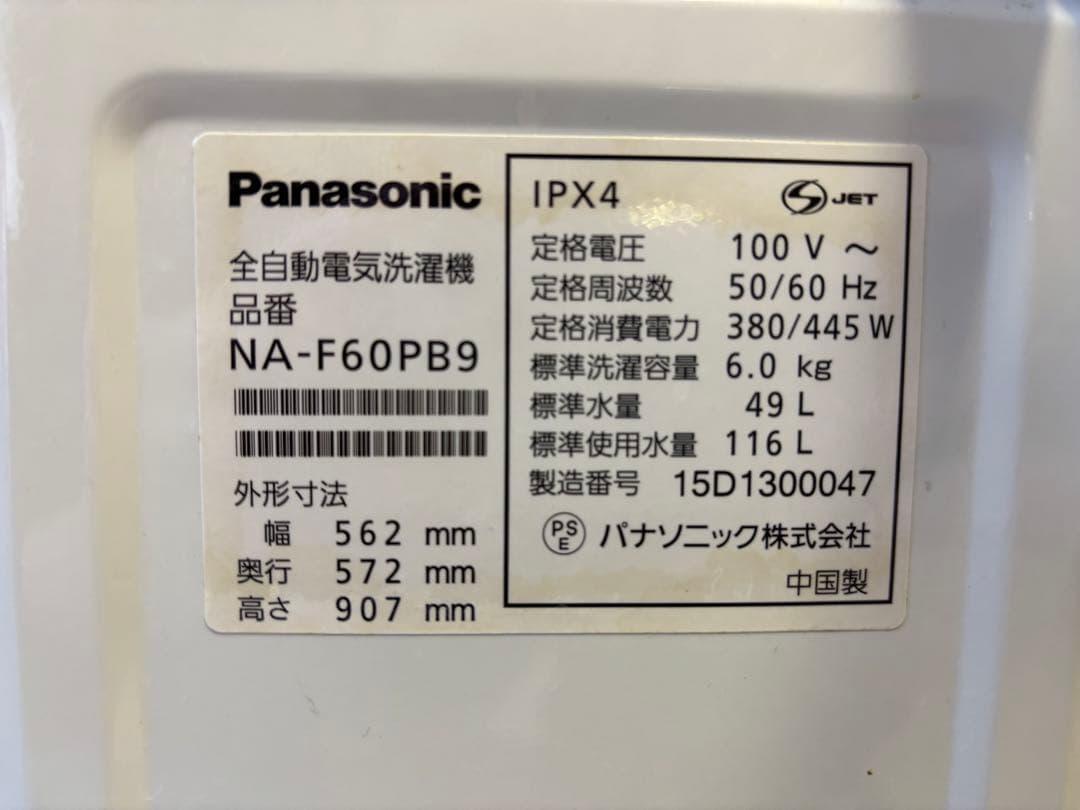 Panasonic
全自動電気洗濯機
品番
NA-F60PB9
外形寸法
幅 562 mm
奥行 572 mm
高さ 907 mm
IPX4
S JET
定格電圧 100 V ～
定格周波数 50/60 Hz
定格消費電力 380/445 W
標準洗濯容量 6.0 kg
標準水量 49 L
標準使用水量 116 L
製造番号 15D1300047
PSE パナソニック株式会社
中国製